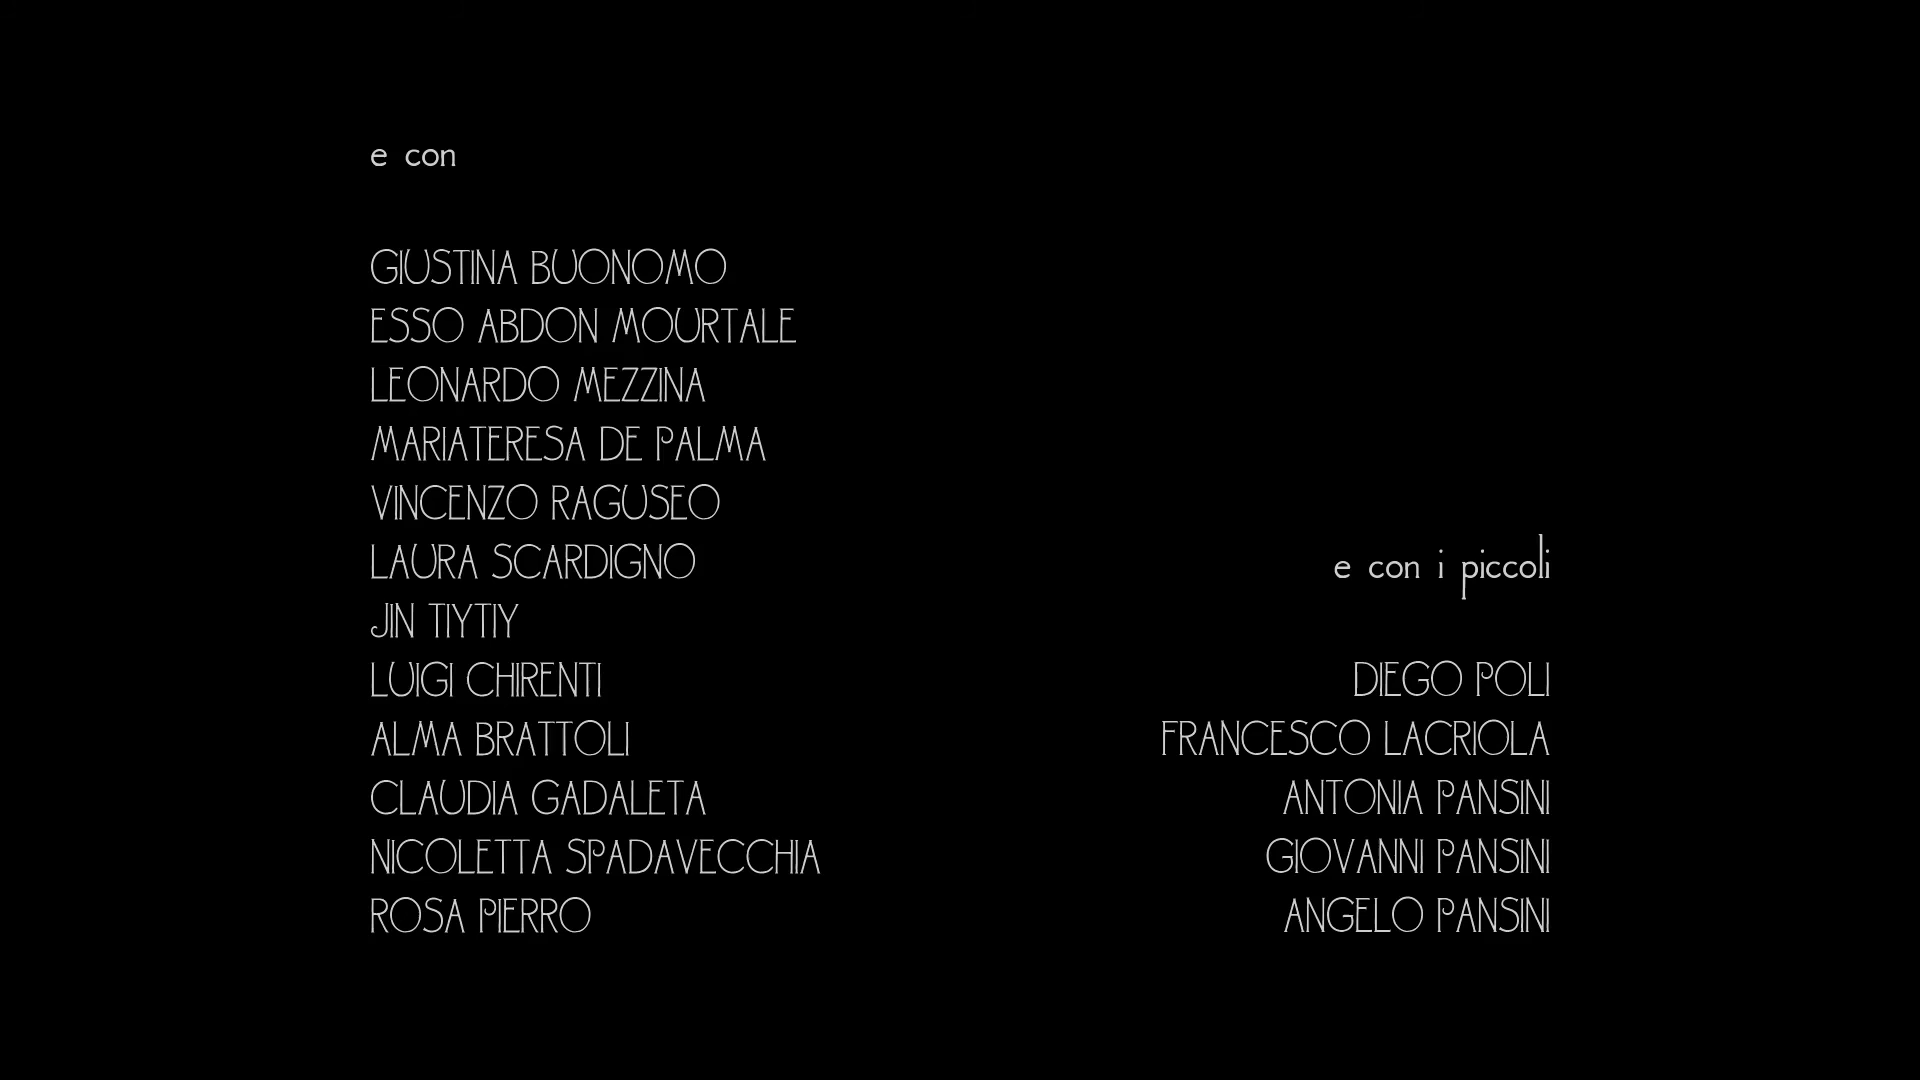 e con
GIUSTINA BUONOMO
ESSO ABDON MOURTALE
LEONARDO MEZZINA
MARIATERESA DE PALMA
VINCENZO RAGUSEO
LAURA SCARDIGNO
JIN TIYTIY
LUIGI CHIRENTI
ALMA BRATTOLI
CLAUDIA GADALETA
NICOLETTA SPADAVECCHIA
ROSA PIERRO
e con i piccoli
DIEGO POLI
FRANCESCO LACRIOLA
ANTONIA PANSINI
GIOVANNI PANSINI
ANGELO PANSINI